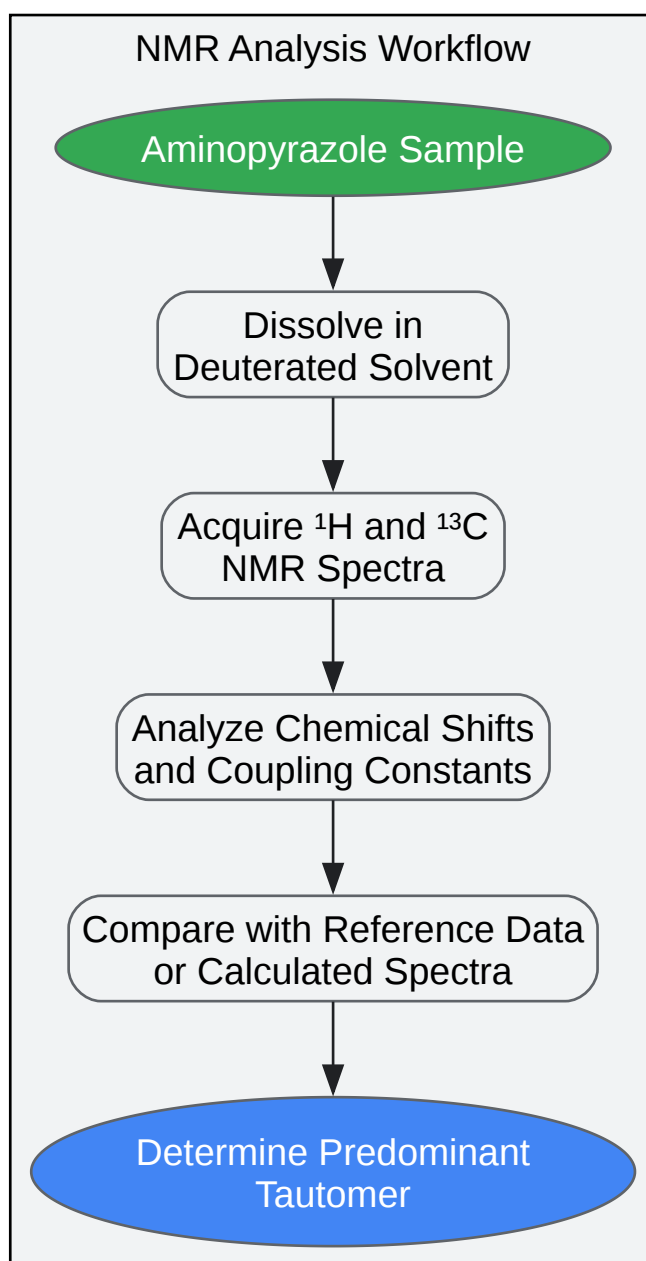 NMR Analysis Workflow
Aminopyrazole Sample
Dissolve in
Deuterated Solvent
Acquire ¹H and ¹³C
NMR Spectra
Analyze Chemical Shifts
and Coupling Constants
Compare with Reference Data
or Calculated Spectra
Determine Predominant
Tautomer